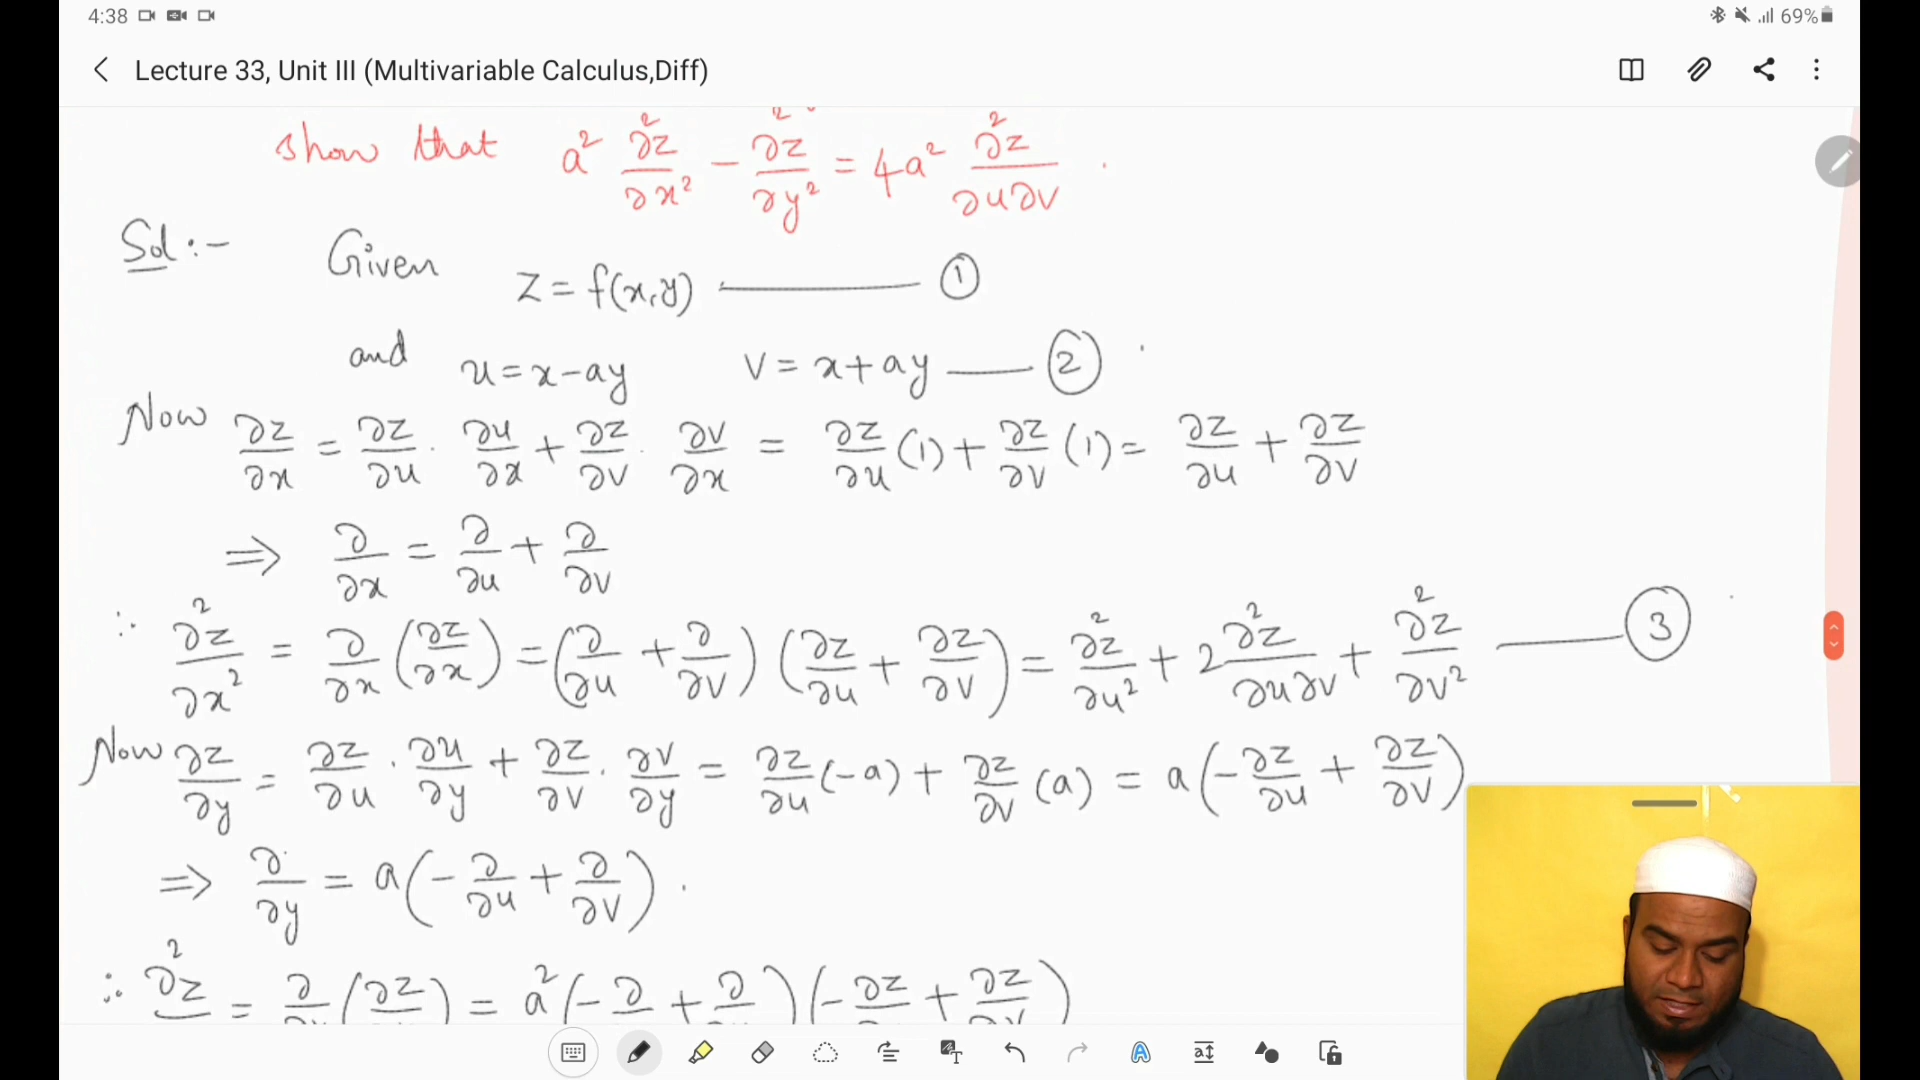 4:38 69%
Lecture 33, Unit III (Multivariable Calculus,Diff)
show that a² ∂²z/∂x² − ∂²z/∂y² = 4a² ∂²z/∂u∂v .
Sol :- Given z = f(x,y) ——— ①
and u = x−ay v = x+ay —— ②
Now ∂z/∂x = ∂z/∂u · ∂u/∂x + ∂z/∂v · ∂v/∂x = ∂z/∂u (1) + ∂z/∂v (1) = ∂z/∂u + ∂z/∂v
⇒ ∂/∂x = ∂/∂u + ∂/∂v
∴ ∂²z/∂x² = ∂/∂x (∂z/∂x) = (∂/∂u + ∂/∂v) (∂z/∂u + ∂z/∂v) = ∂²z/∂u² + 2 ∂²z/∂u∂v + ∂²z/∂v² ——— ③
Now ∂z/∂y = ∂z/∂u · ∂u/∂y + ∂z/∂v · ∂v/∂y = ∂z/∂u (−a) + ∂z/∂v (a) = a(−∂z/∂u + ∂z/∂v)
⇒ ∂/∂y = a(−∂/∂u + ∂/∂v) .
∴ ∂²z = ∂ (∂z) = a² (−∂ + ∂) (−∂z + ∂z)